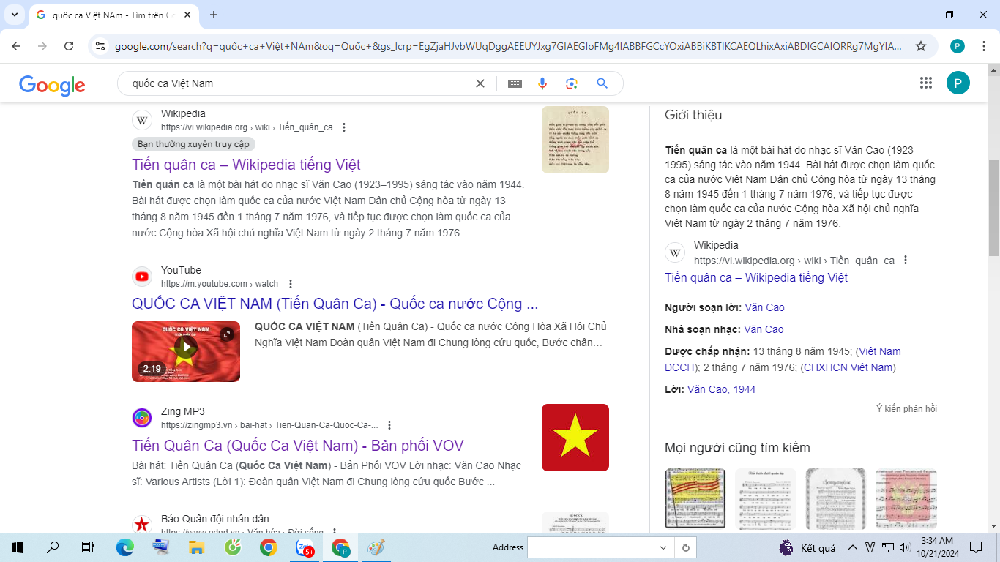 quốc ca Việt NAm - Tìm trên Go
google.com/search?q=quốc+ca+Việt+NAm&oq=Quốc+&gs_lcrp=EgZjaHJvbWUqDggAEEUYJxg7GIAEGIoFMg4IABBFGCcYOxiABBiKBTIKCAEQLhixAxiABDIGCAIQRRg7MgYIA...
P
Google
quốc ca Việt Nam
P
W
Wikipedia
https://vi.wikipedia.org › wiki › Tiến_quân_ca
Bạn thường xuyên truy cập
Tiến quân ca – Wikipedia tiếng Việt
Tiến quân ca là một bài hát do nhạc sĩ Văn Cao (1923–1995) sáng tác vào năm 1944.
Bài hát được chọn làm quốc ca của nước Việt Nam Dân chủ Cộng hòa từ ngày 13
tháng 8 năm 1945 đến 1 tháng 7 năm 1976, và tiếp tục được chọn làm quốc ca của
nước Cộng hòa Xã hội chủ nghĩa Việt Nam từ ngày 2 tháng 7 năm 1976.
YouTube
https://m.youtube.com › watch
QUỐC CA VIỆT NAM (Tiến Quân Ca) - Quốc ca nước Cộng ...
QUỐC CA VIỆT NAM
(TIẾN QUÂN CA)
2:19
QUỐC CA VIỆT NAM (Tiến Quân Ca) - Quốc ca nước Cộng Hòa Xã Hội Chủ
Nghĩa Việt Nam Đoàn quân Việt Nam đi Chung lòng cứu quốc, Bước chân…
Zing MP3
https://zingmp3.vn › bai-hat › Tien-Quan-Ca-Quoc-Ca-...
Tiến Quân Ca (Quốc Ca Việt Nam) - Bản phối VOV
Bài hát: Tiến Quân Ca (Quốc Ca Việt Nam) - Bản Phối VOV Lời nhạc: Văn Cao Nhạc
sĩ: Various Artists (Lời 1): Đoàn quân Việt Nam đi Chung lòng cứu quốc Bước ...
Báo Quân đội nhân dân
https://www.qdnd.vn › Văn hóa › Đời sống
QUỐC CA
Giới thiệu
Tiến quân ca là một bài hát do nhạc sĩ Văn Cao (1923–
1995) sáng tác vào năm 1944. Bài hát được chọn làm quốc
ca của nước Việt Nam Dân chủ Cộng hòa từ ngày 13 tháng
8 năm 1945 đến 1 tháng 7 năm 1976, và tiếp tục được
chọn làm quốc ca của nước Cộng hòa Xã hội chủ nghĩa
Việt Nam từ ngày 2 tháng 7 năm 1976.
W
Wikipedia
https://vi.wikipedia.org › wiki › Tiến_quân_ca
Tiến quân ca – Wikipedia tiếng Việt
Người soạn lời: Văn Cao
Nhà soạn nhạc: Văn Cao
Được chấp nhận: 13 tháng 8 năm 1945; (Việt Nam
DCCH); 2 tháng 7 năm 1976; (CHXHCN Việt Nam)
Lời: Văn Cao, 1944
Ý kiến phản hồi
Mọi người cũng tìm kiếm
Zalo
5+
P
Address
Kết quả
V
3:34 AM
10/21/2024